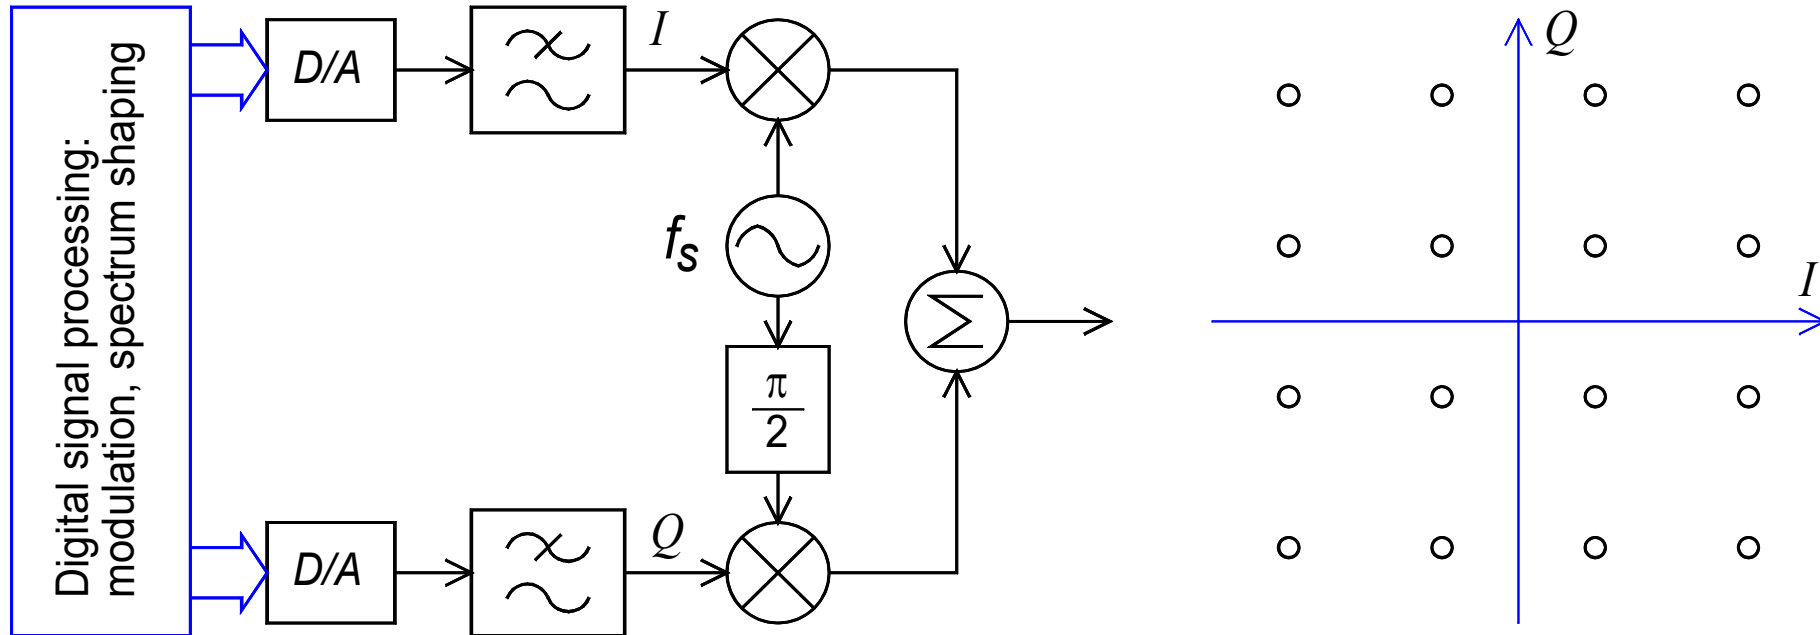 Digital signal processing:
modulation, spectrum shaping
D/A
I
f_s
π
2
Σ
D/A
Q
Q
I